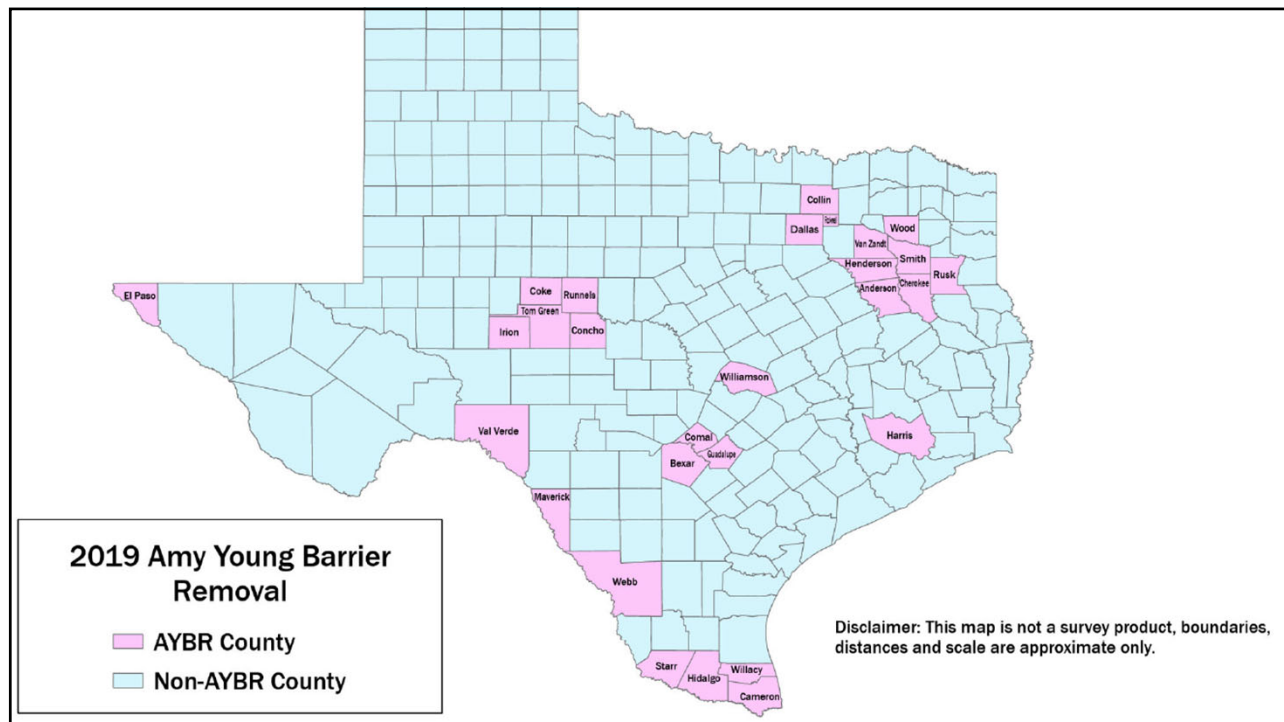 Collin
Dallas
Wood
Van Zandt
Smith
Henderson
Rusk
Anderson
Cherokee
El Paso
Coke
Runnels
Tom Green
Irion
Concho
Williamson
Val Verde
Comal
Guadalupe
Bexar
Harris
Maverick
Webb
Starr
Hidalgo
Willacy
Cameron
2019 Amy Young Barrier
Removal
AYBR County
Non-AYBR County
Disclaimer: This map is not a survey product, boundaries,
distances and scale are approximate only.